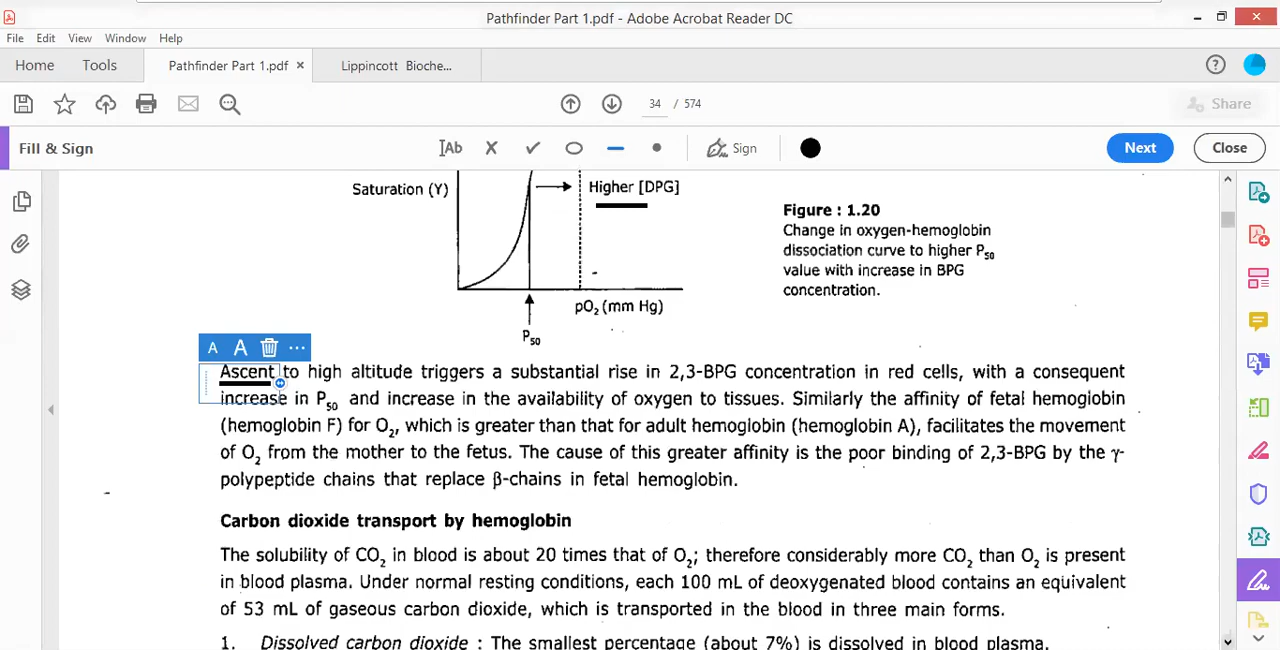 Pathfinder Part 1.pdf - Adobe Acrobat Reader DC
File Edit View Window Help
Home Tools Pathfinder Part 1.pdf × Lippincott Bioche...
34 / 574 Share
Fill & Sign Ab Sign Next Close
Saturation (Y)
Higher [DPG]
pO₂ (mm Hg)
P₅₀
Figure : 1.20
Change in oxygen-hemoglobin
dissociation curve to higher P₅₀
value with increase in BPG
concentration.
A A ...
Ascent to high altitude triggers a substantial rise in 2,3-BPG concentration in red cells, with a consequent
increase in P₅₀ and increase in the availability of oxygen to tissues. Similarly the affinity of fetal hemoglobin
(hemoglobin F) for O₂, which is greater than that for adult hemoglobin (hemoglobin A), facilitates the movement
of O₂ from the mother to the fetus. The cause of this greater affinity is the poor binding of 2,3-BPG by the γ-
polypeptide chains that replace β-chains in fetal hemoglobin.
Carbon dioxide transport by hemoglobin
The solubility of CO₂ in blood is about 20 times that of O₂; therefore considerably more CO₂ than O₂ is present
in blood plasma. Under normal resting conditions, each 100 mL of deoxygenated blood contains an equivalent
of 53 mL of gaseous carbon dioxide, which is transported in the blood in three main forms.
1. Dissolved carbon dioxide : The smallest percentage (about 7%) is dissolved in blood plasma.